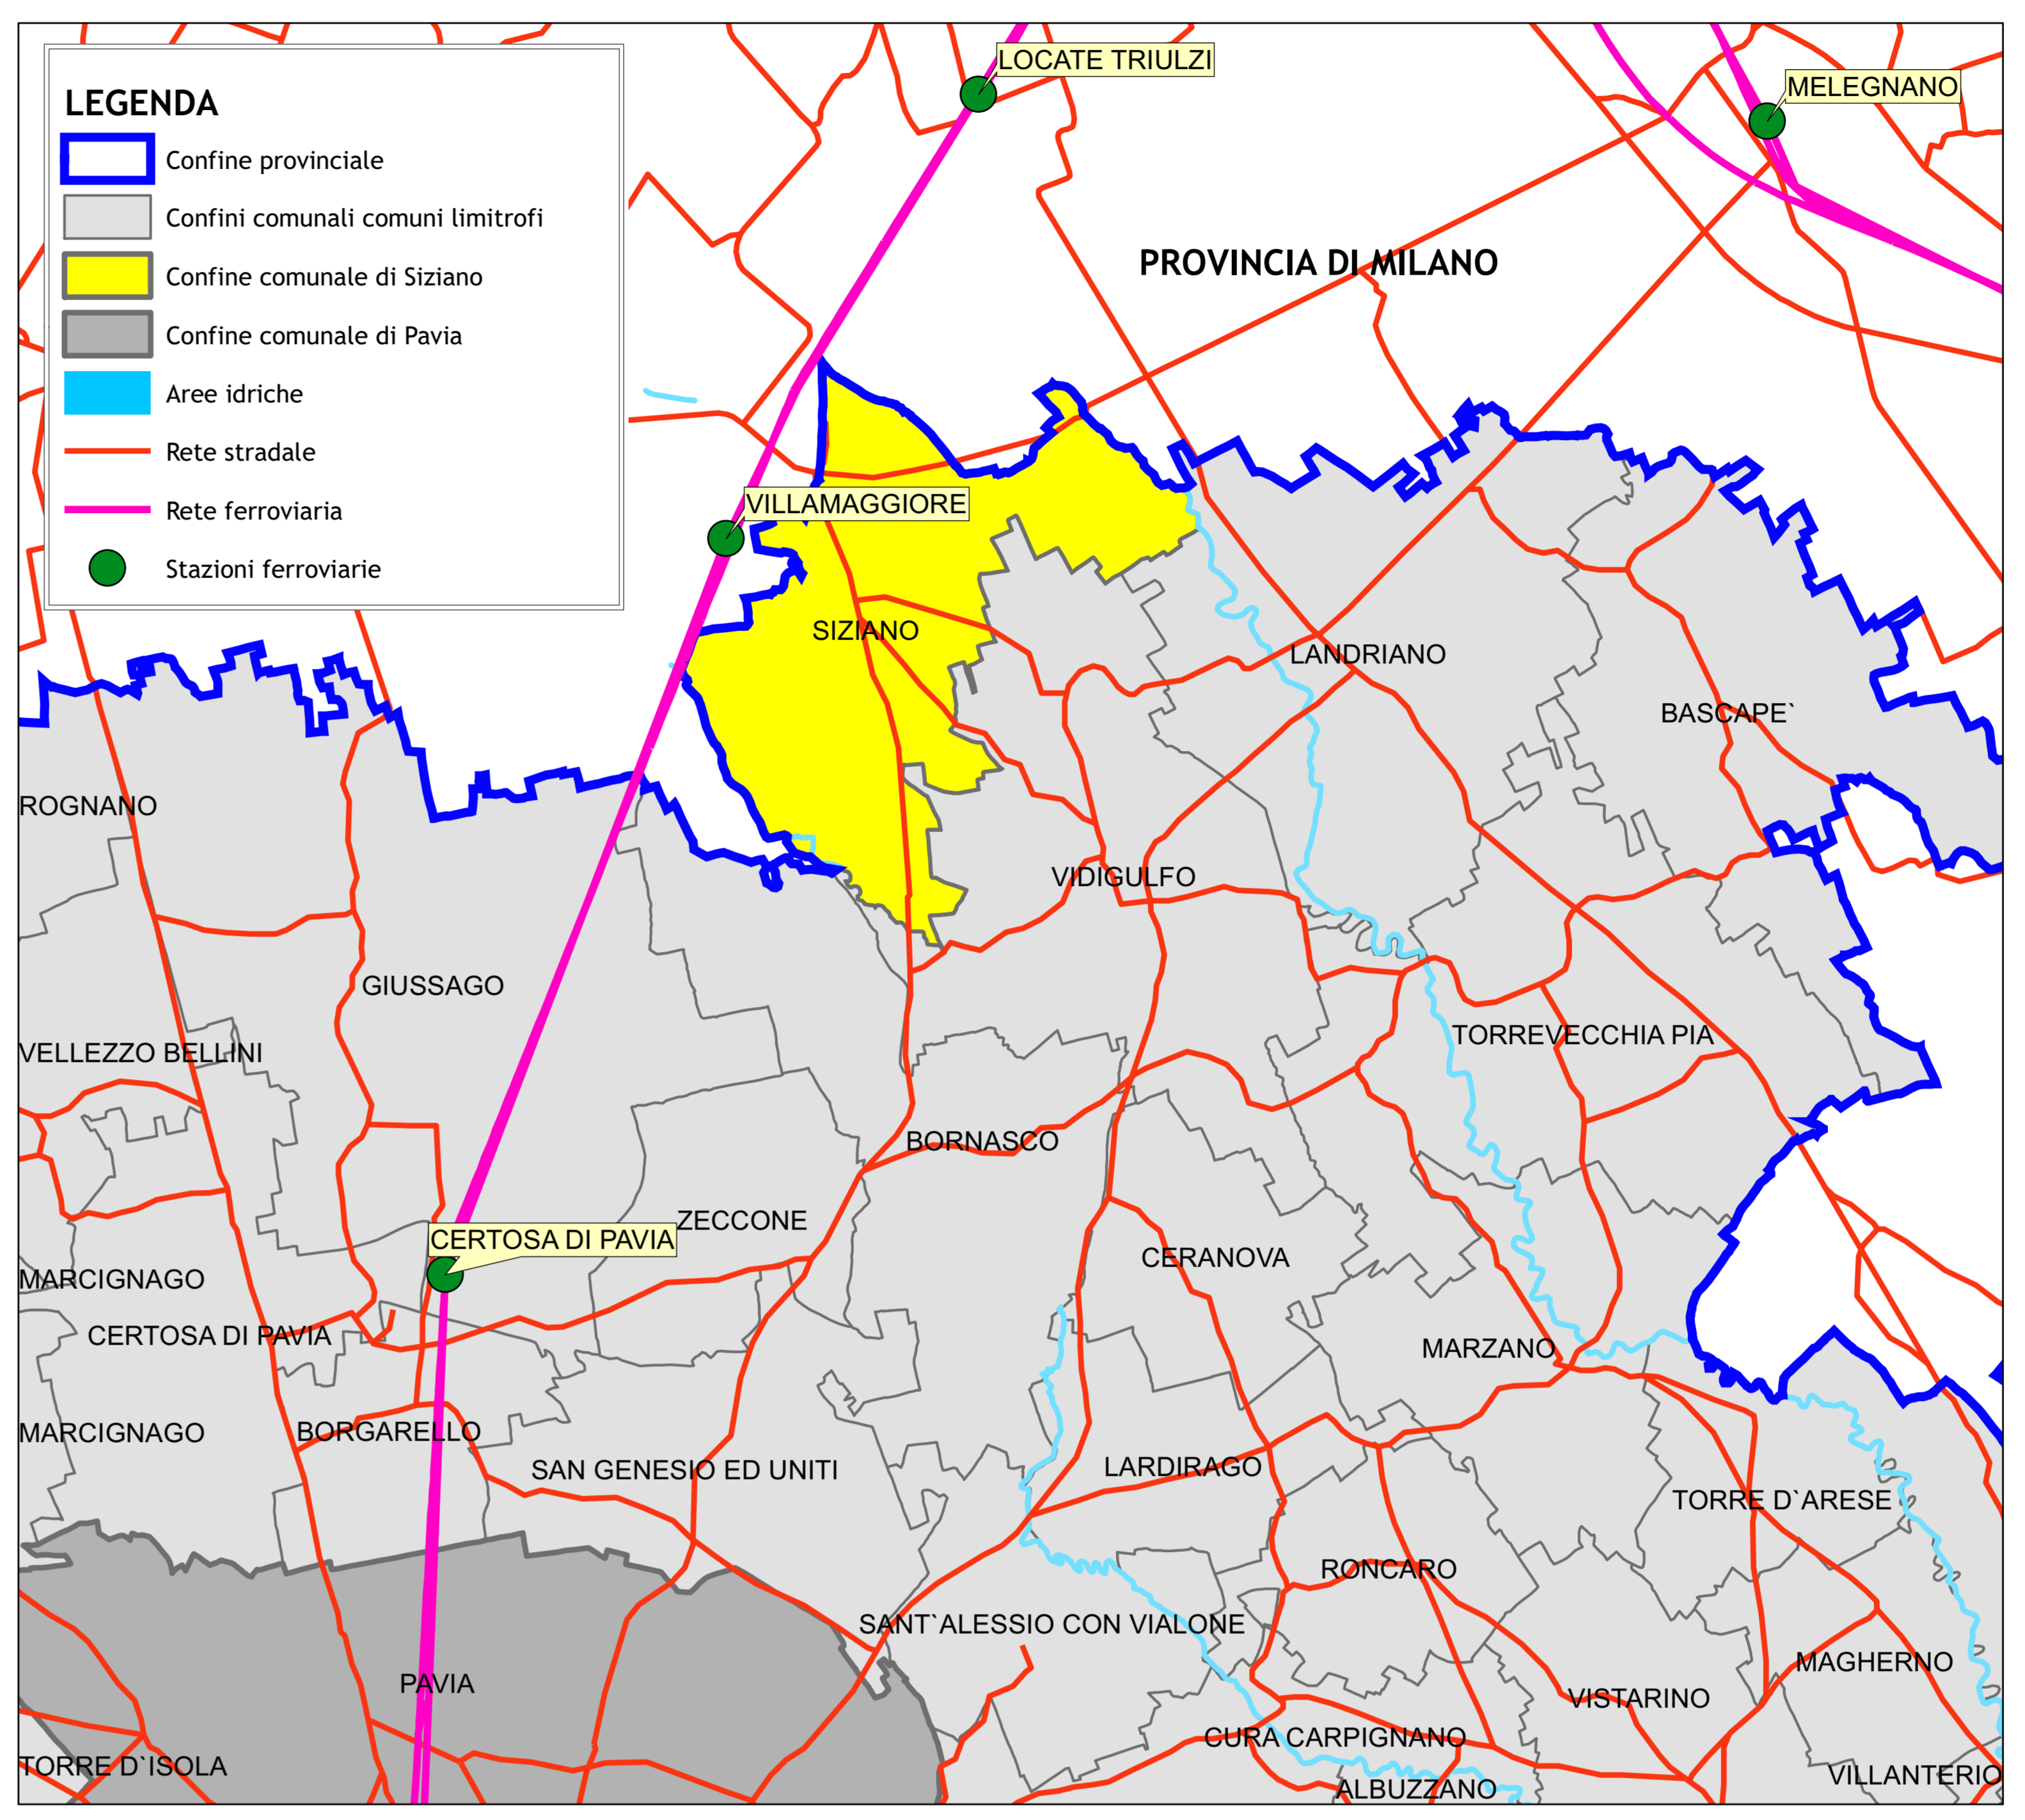 LOCATE TRIULZI
MELEGNANO
LEGENDA
Confine provinciale
Confini comunali comuni limitrofi
Confine comunale di Siziano
Confine comunale di Pavia
Aree idriche
Rete stradale
Rete ferroviaria
Stazioni ferroviarie
PROVINCIA DI MILANO
VILLAMAGGIORE
SIZIANO
LANDRIANO
BASCAPE`
ROGNANO
VIDIGULFO
GIUSSAGO
TORREVECCHIA PIA
VELLEZZO BELLINI
BORNASCO
ZECCONE
CERTOSA DI PAVIA
CERANOVA
MARCIGNAGO
CERTOSA DI PAVIA
MARZANO
MARCIGNAGO
BORGARELLO
SAN GENESIO ED UNITI
LARDIRAGO
TORRE D`ARESE
RONCARO
SANT`ALESSIO CON VIALONE
MAGHERNO
PAVIA
VISTARINO
CURA CARPIGNANO
TORRE D`ISOLA
VILLANTERIO
ALBUZZANO